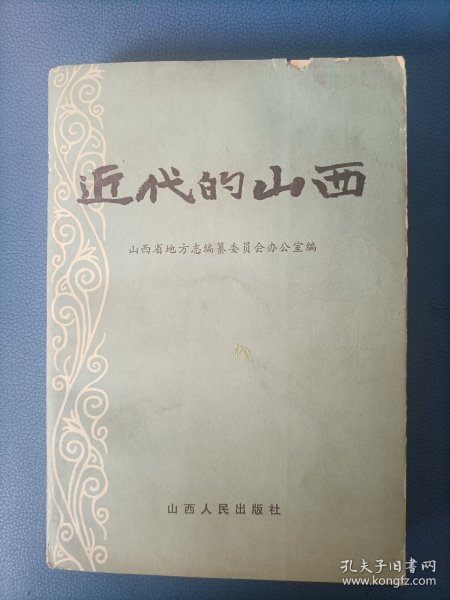 近代的山西
山西省地方志编纂委员会办公室编
山西人民出版社
孔夫子旧书网
www.kongfz.com